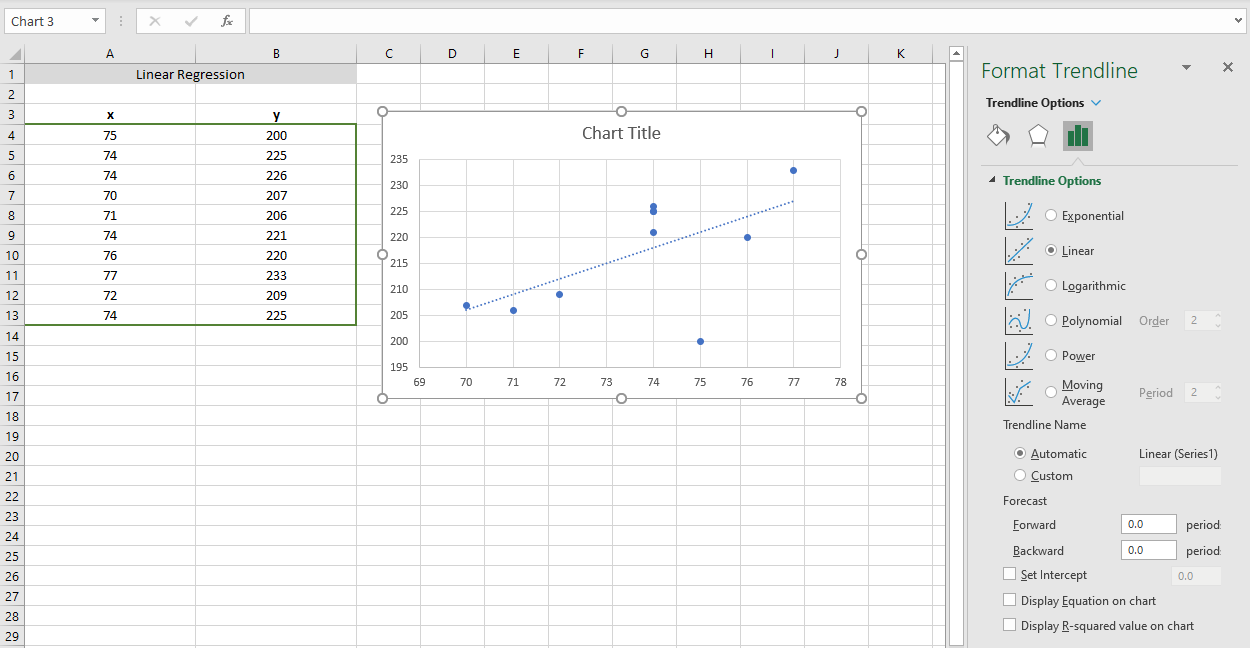 Chart 3
fx
A B C D E F G H I J K
1 Linear Regression
2
3 x y
4 75 200
5 74 225
6 74 226
7 70 207
8 71 206
9 74 221
10 76 220
11 77 233
12 72 209
13 74 225
14
15
16
17
18
19
20
21
22
23
24
25
26
27
28
29
Chart Title
235
230
225
220
215
210
205
200
195
69 70 71 72 73 74 75 76 77 78
Format Trendline
Trendline Options
Trendline Options
Exponential
Linear
Logarithmic
Polynomial Order 2
Power
Moving
Average Period 2
Trendline Name
Automatic Linear (Series1)
Custom
Forecast
Forward 0.0 period
Backward 0.0 period
Set Intercept 0.0
Display Equation on chart
Display R-squared value on chart